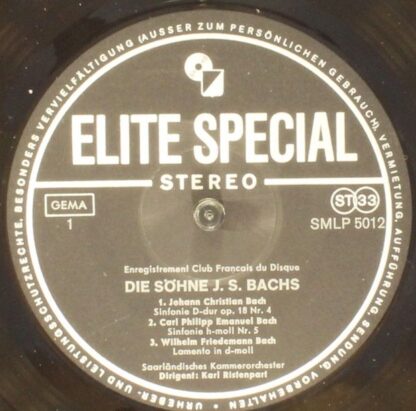 URHEBER- UND LEISTUNGSSCHUTZRECHTE, BESONDERS VERVIELFÄLTIGUNG (AUSSER ZUM PERSÖNLICHEN GEBRAUCH), VERMIETUNG, AUFFÜHRUNG, SENDUNG, VORBEHALTEN •
ELITE SPECIAL
STEREO
GEMA
1
ST 33
SMLP 5012
Enregistrement Club Francais du Disque
DIE SÖHNE J. S. BACHS
1. Johann Christian Bach
Sinfonie D-dur op. 18 Nr. 4
2. Carl Philipp Emanuel Bach
Sinfonie h-moll Nr. 5
3. Wilhelm Friedemann Bach
Lamento in d-moll
Saarländisches Kammerorchester
Dirigent: Karl Ristenpart